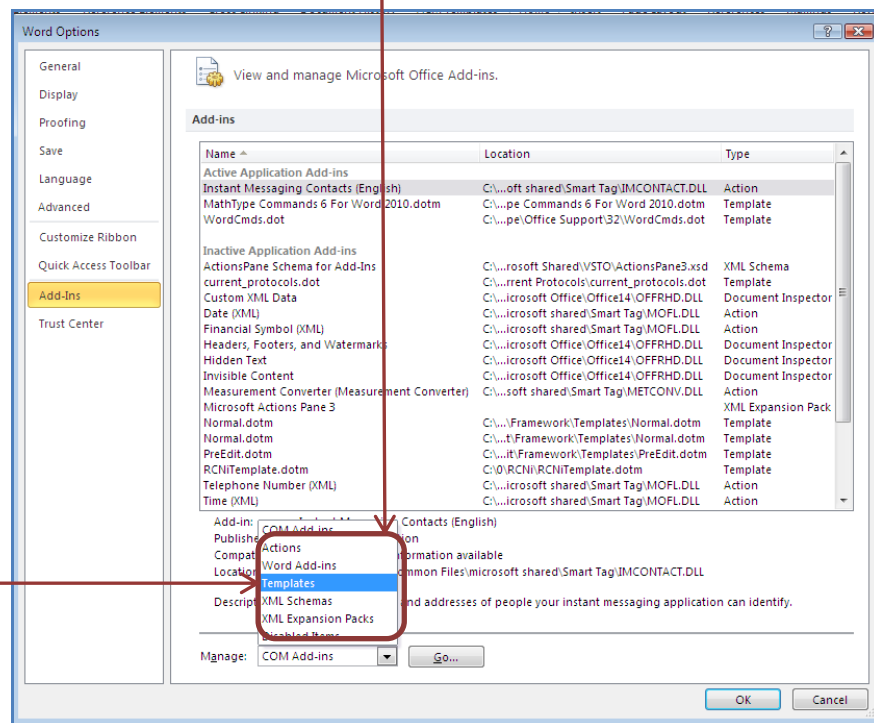 Word Options
General
Display
Proofing
Save
Language
Advanced
Customize Ribbon
Quick Access Toolbar
Add-Ins
Trust Center
View and manage Microsoft Office Add-ins.
Add-ins
Name Location Type
Active Application Add-ins
Instant Messaging Contacts (English) C:\...oft shared\Smart Tag\IMCONTACT.DLL Action
MathType Commands 6 For Word 2010.dotm C:\...pe Commands 6 For Word 2010.dotm Template
WordCmds.dot C:\...pe\Office Support\32\WordCmds.dot Template
Inactive Application Add-ins
ActionsPane Schema for Add-Ins C:\...rosoft Shared\VSTO\ActionsPane3.xsd XML Schema
current_protocols.dot C:\...rrent Protocols\current_protocols.dot Template
Custom XML Data C:\...icrosoft Office\Office14\OFFRHD.DLL Document Inspector
Date (XML) C:\...icrosoft shared\Smart Tag\MOFL.DLL Action
Financial Symbol (XML) C:\...icrosoft shared\Smart Tag\MOFL.DLL Action
Headers, Footers, and Watermarks C:\...icrosoft Office\Office14\OFFRHD.DLL Document Inspector
Hidden Text C:\...icrosoft Office\Office14\OFFRHD.DLL Document Inspector
Invisible Content C:\...icrosoft Office\Office14\OFFRHD.DLL Document Inspector
Measurement Converter (Measurement Converter) C:\...soft shared\Smart Tag\METCONV.DLL Action
Microsoft Actions Pane 3 XML Expansion Pack
Normal.dotm C:\...\Framework\Templates\Normal.dotm Template
Normal.dotm C:\...t\Framework\Templates\Normal.dotm Template
PreEdit.dotm C:\...it\Framework\Templates\PreEdit.dotm Template
RCNiTemplate.dotm C:\0\RCNi\RCNiTemplate.dotm Template
Telephone Number (XML) C:\...icrosoft shared\Smart Tag\MOFL.DLL Action
Time (XML) C:\...icrosoft shared\Smart Tag\MOFL.DLL Action
Add-in: Contacts (English)
COM Add-ins
Actions
Word Add-ins
Templates
XML Schemas
XML Expansion Packs
Disabled Items
available
Files\microsoft shared\Smart Tag\IMCONTACT.DLL
and addresses of people your instant messaging application can identify.
Manage: COM Add-ins Go...
OK Cancel